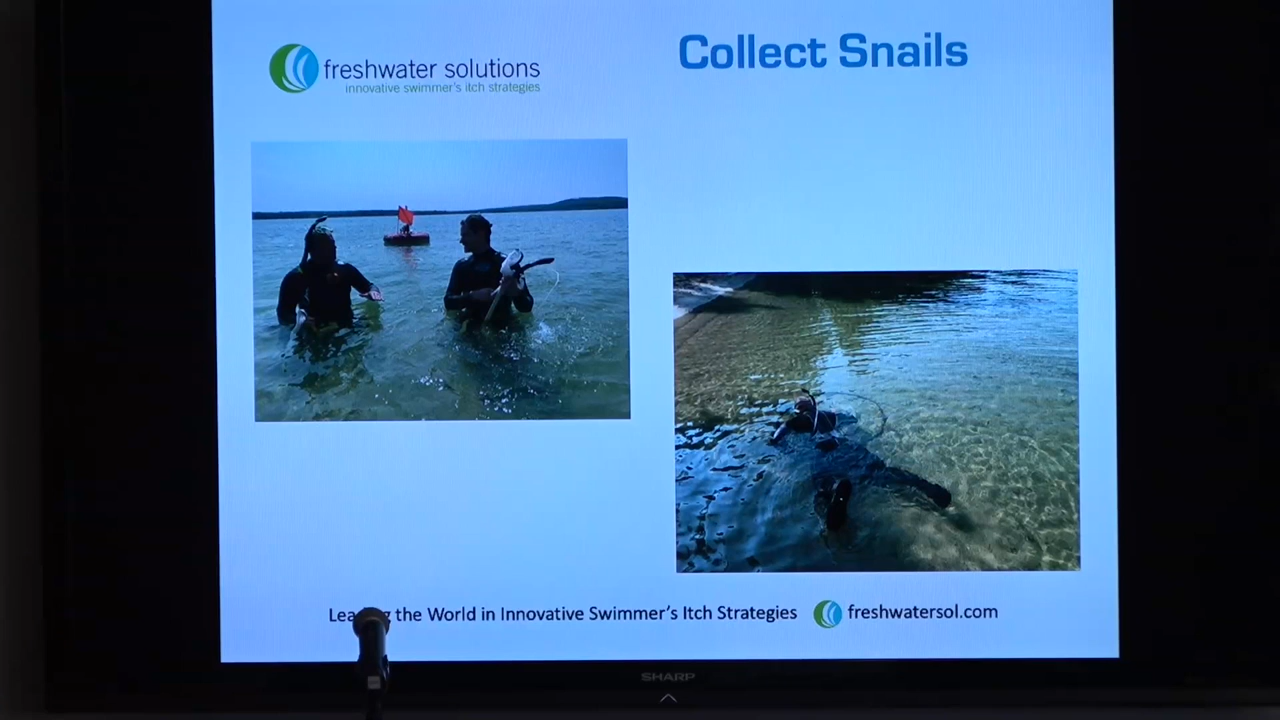 Collect Snails
freshwater solutions
innovative swimmer's itch strategies
the World in Innovative Swimmer's Itch Strategies
freshwatersol.com
SHARP